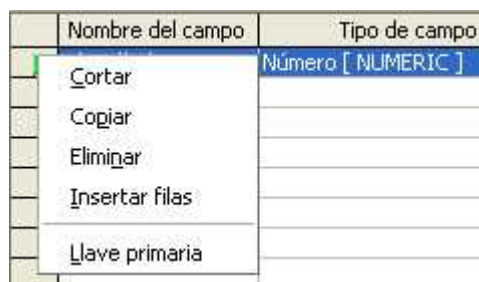 Nombre del campo Tipo de campo
Número [ NUMERIC ]
Cortar
Copiar
Eliminar
Insertar filas
Llave primaria